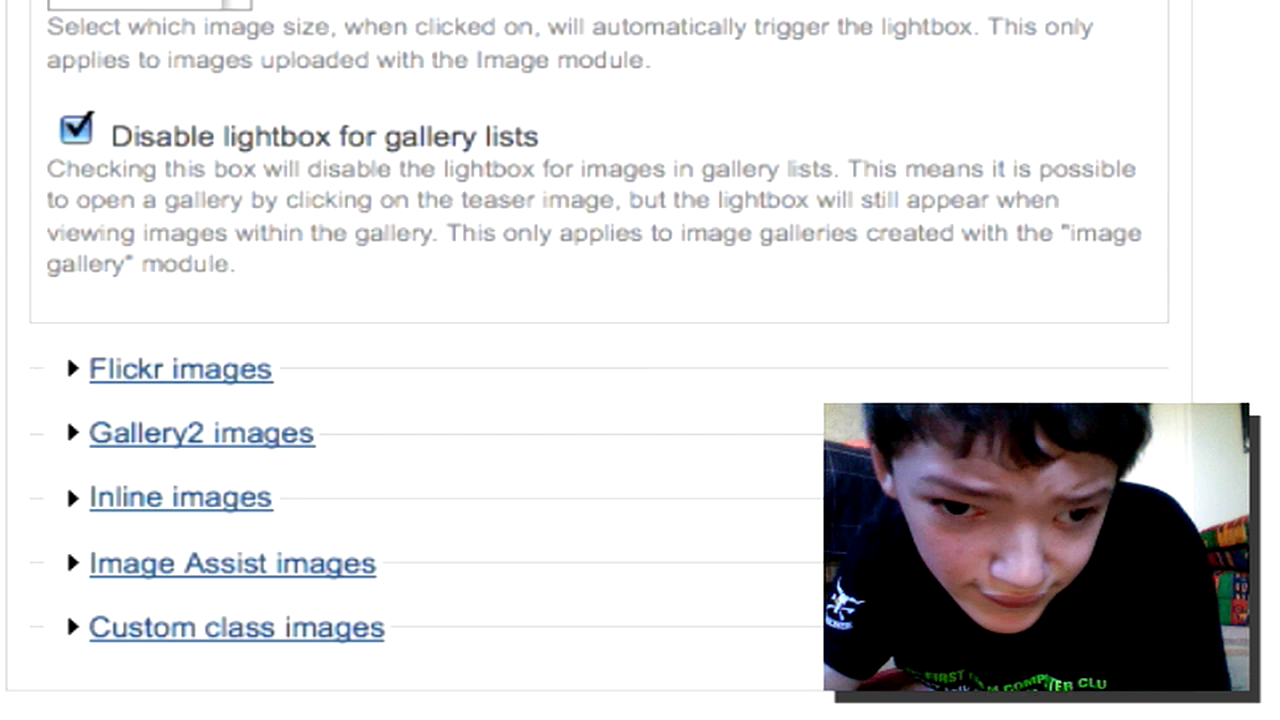 Select which image size, when clicked on, will automatically trigger the lightbox. This only
applies to images uploaded with the Image module.
Disable lightbox for gallery lists
Checking this box will disable the lightbox for images in gallery lists. This means it is possible
to open a gallery by clicking on the teaser image, but the lightbox will still appear when
viewing images within the gallery. This only applies to image galleries created with the "image
gallery" module.
Flickr images
Gallery2 images
Inline images
Image Assist images
Custom class images
FIRST COMPUTER CLU